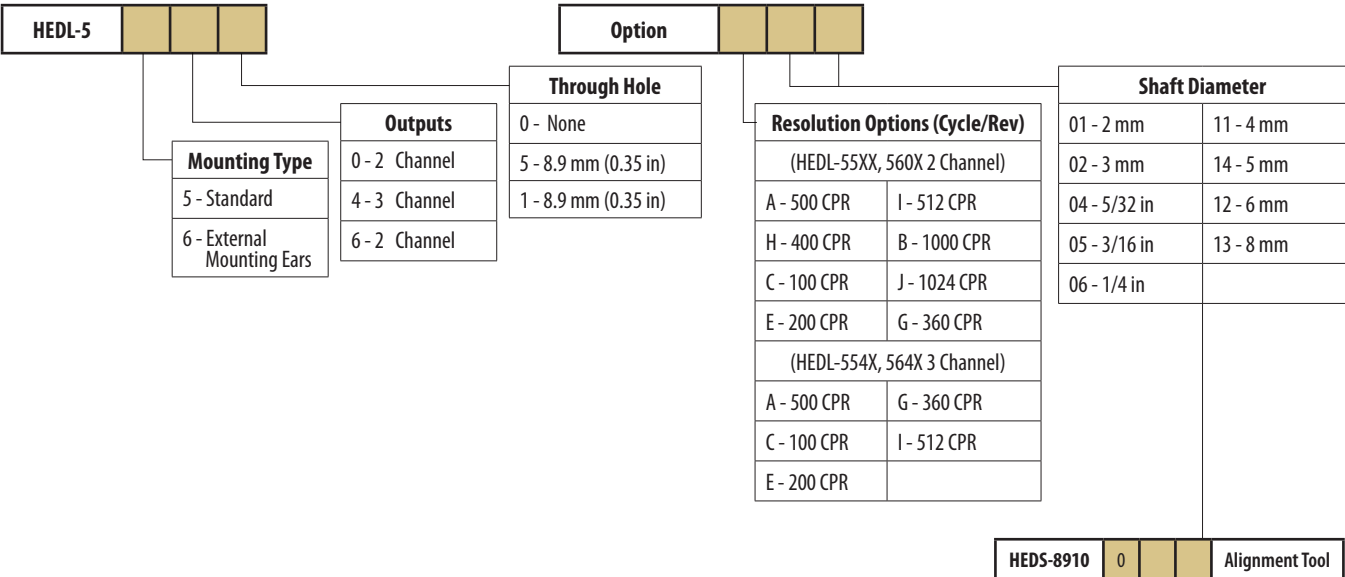 HEDL-5
Option
Mounting Type
5 - Standard
6 - External
Mounting Ears
Outputs
0 - 2 Channel
4 - 3 Channel
6 - 2 Channel
Through Hole
0 - None
5 - 8.9 mm (0.35 in)
1 - 8.9 mm (0.35 in)
Resolution Options (Cycle/Rev)
(HEDL-55XX, 560X 2 Channel)
A - 500 CPR I - 512 CPR
H - 400 CPR B - 1000 CPR
C - 100 CPR J - 1024 CPR
E - 200 CPR G - 360 CPR
(HEDL-554X, 564X 3 Channel)
A - 500 CPR G - 360 CPR
C - 100 CPR I - 512 CPR
E - 200 CPR
Shaft Diameter
01 - 2 mm 11 - 4 mm
02 - 3 mm 14 - 5 mm
04 - 5/32 in 12 - 6 mm
05 - 3/16 in 13 - 8 mm
06 - 1/4 in
HEDS-8910 0 Alignment Tool